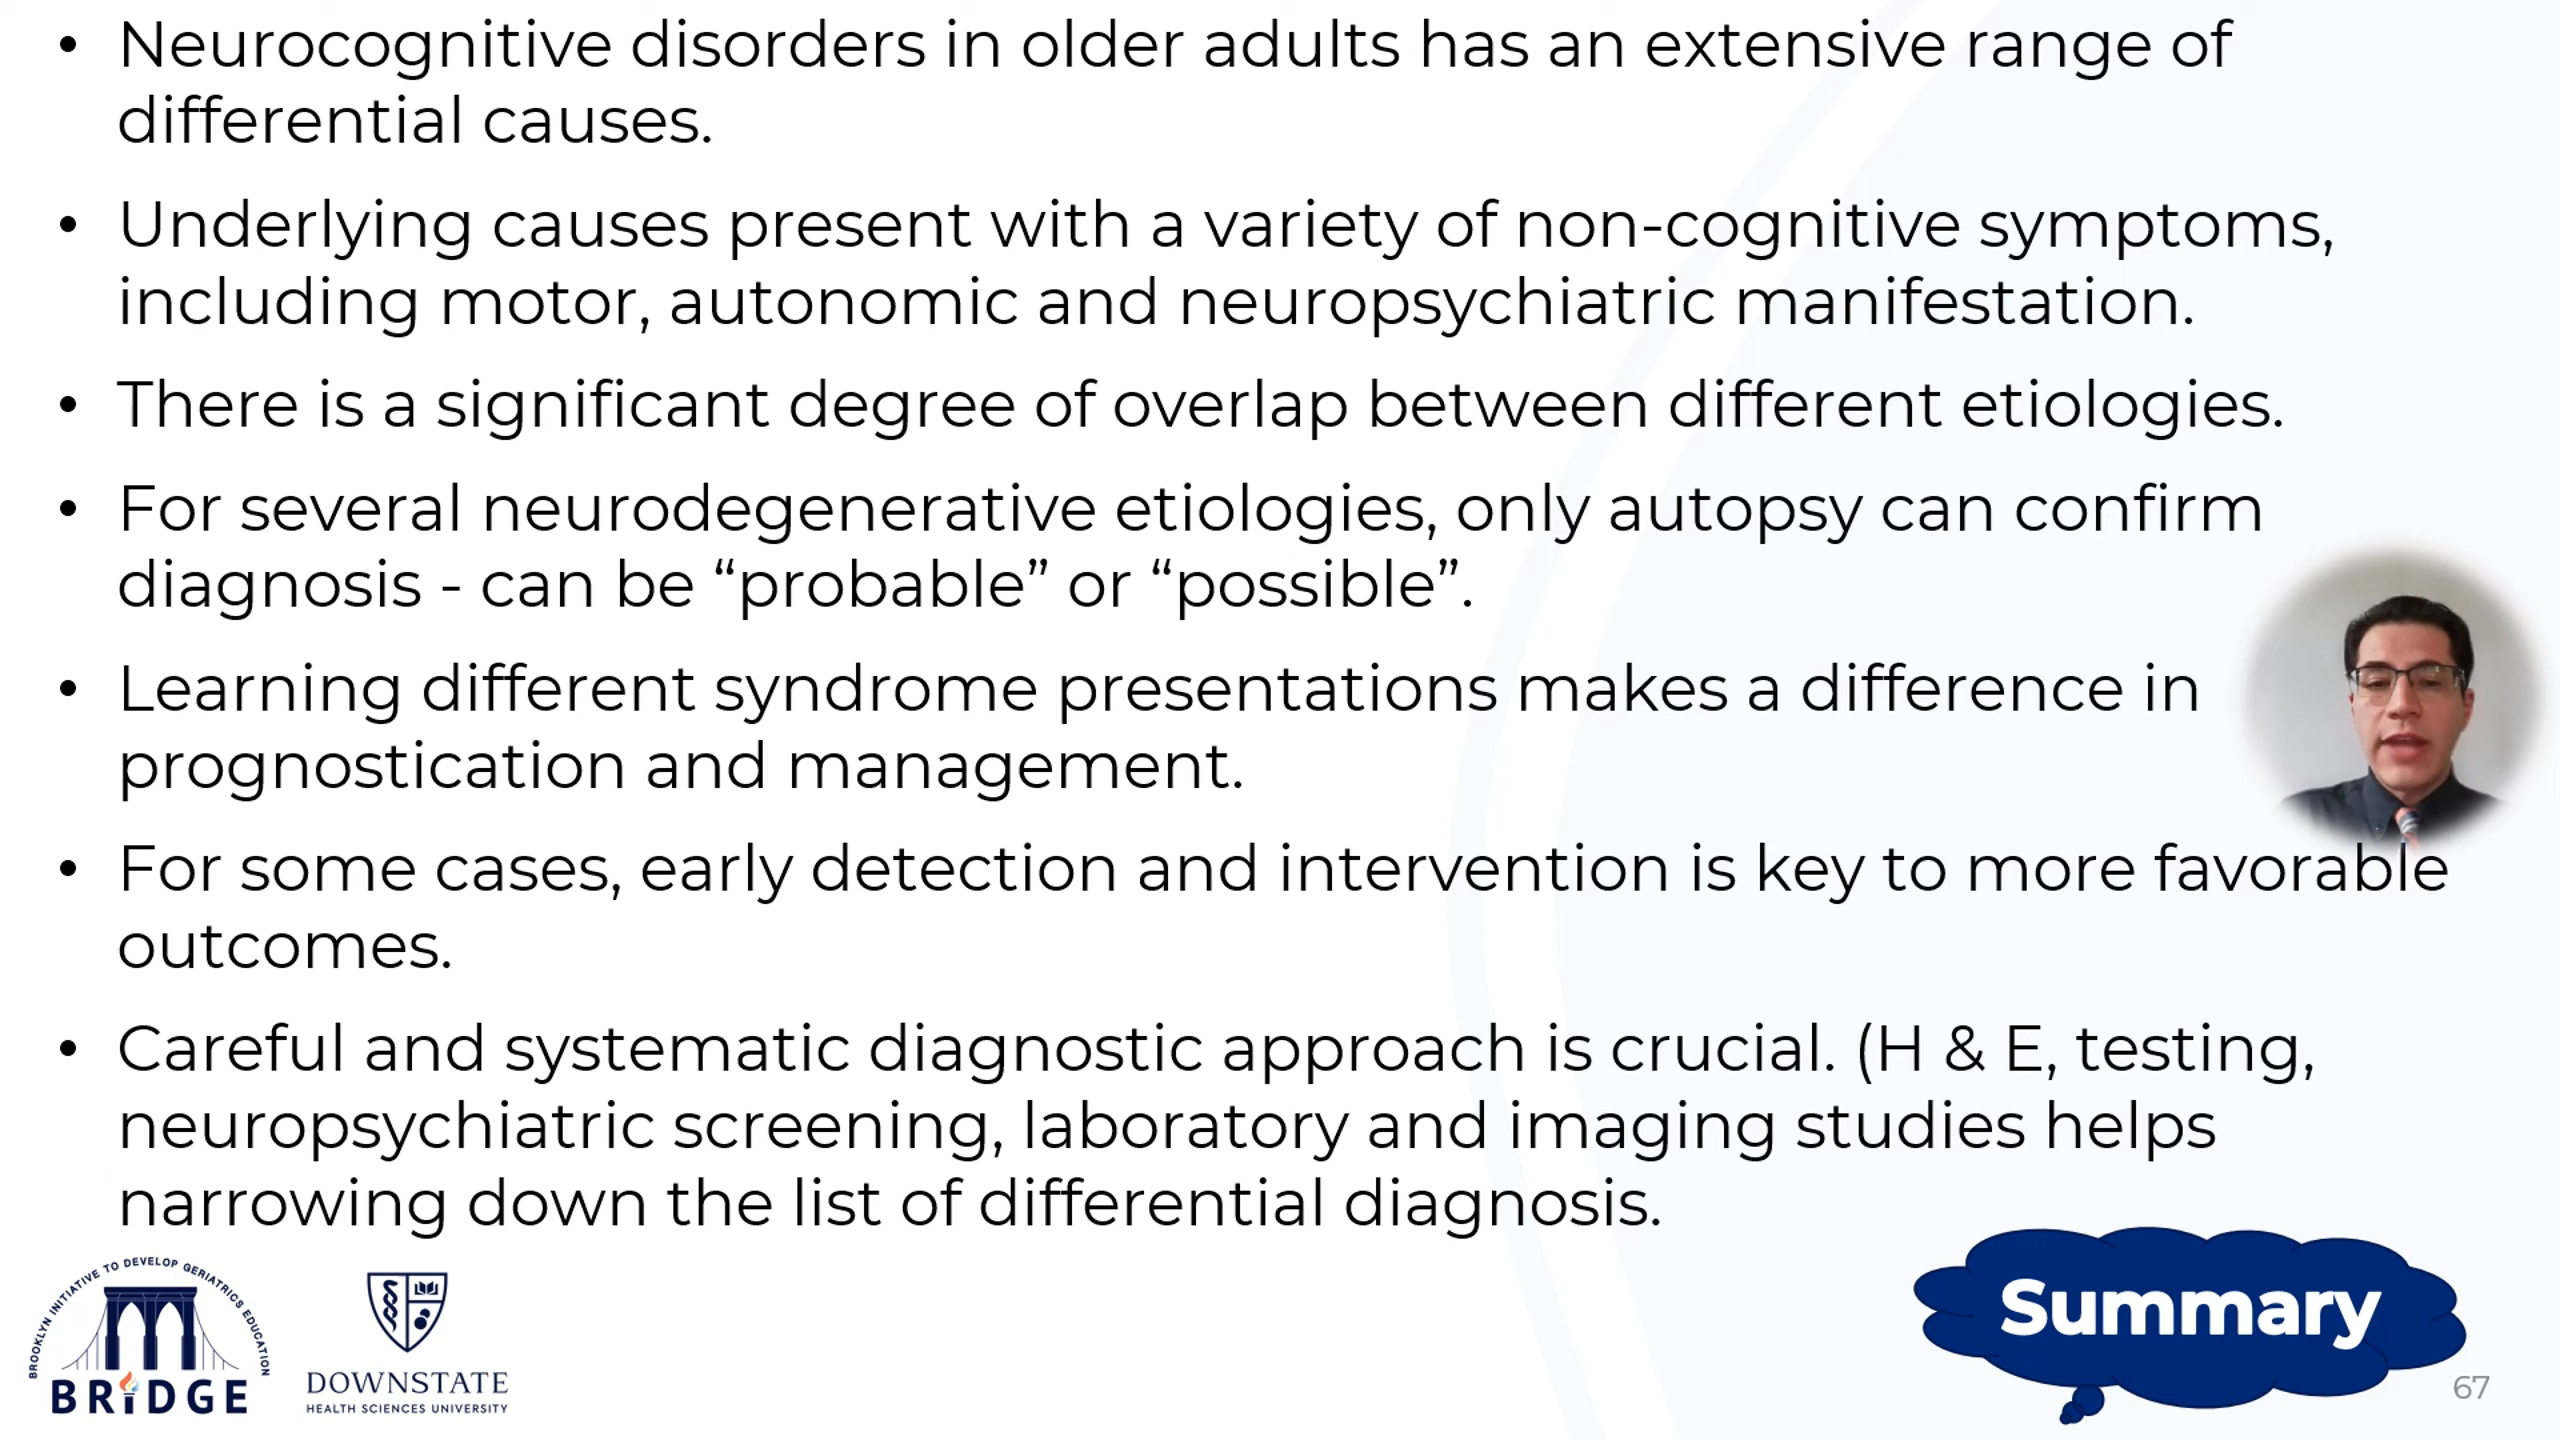 • Neurocognitive disorders in older adults has an extensive range of
differential causes.
• Underlying causes present with a variety of non-cognitive symptoms,
including motor, autonomic and neuropsychiatric manifestation.
• There is a significant degree of overlap between different etiologies.
• For several neurodegenerative etiologies, only autopsy can confirm
diagnosis - can be “probable” or “possible”.
• Learning different syndrome presentations makes a difference in
prognostication and management.
• For some cases, early detection and intervention is key to more favorable
outcomes.
• Careful and systematic diagnostic approach is crucial. (H & E, testing,
neuropsychiatric screening, laboratory and imaging studies helps
narrowing down the list of differential diagnosis.
BROOKLYN INITIATIVE TO DEVELOP GERIATRICS EDUCATION
BRIDGE
DOWNSTATE
HEALTH SCIENCES UNIVERSITY
Summary
67